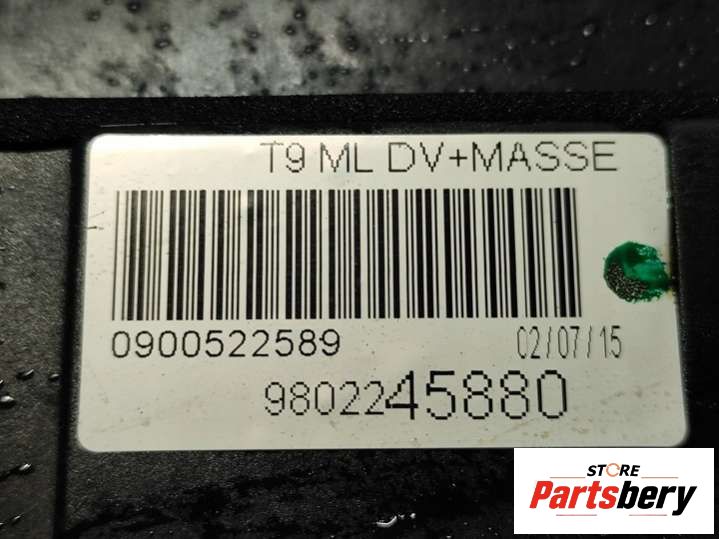 T9 ML DV+MASSE
0900522589 02/07/15
9802245880
STORE
Partsbery